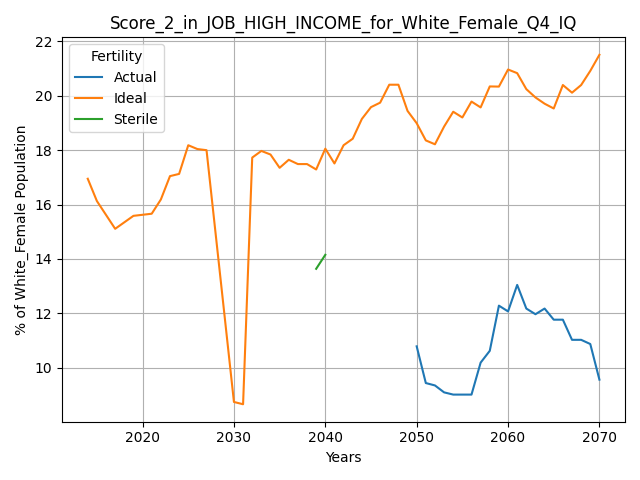 Score_2_in_JOB_HIGH_INCOME_for_White_Female_Q4_IQ
Fertility
Actual
Ideal
Sterile
% of White_Female Population
22
20
18
16
14
12
10
2020 2030 2040 2050 2060 2070
Years